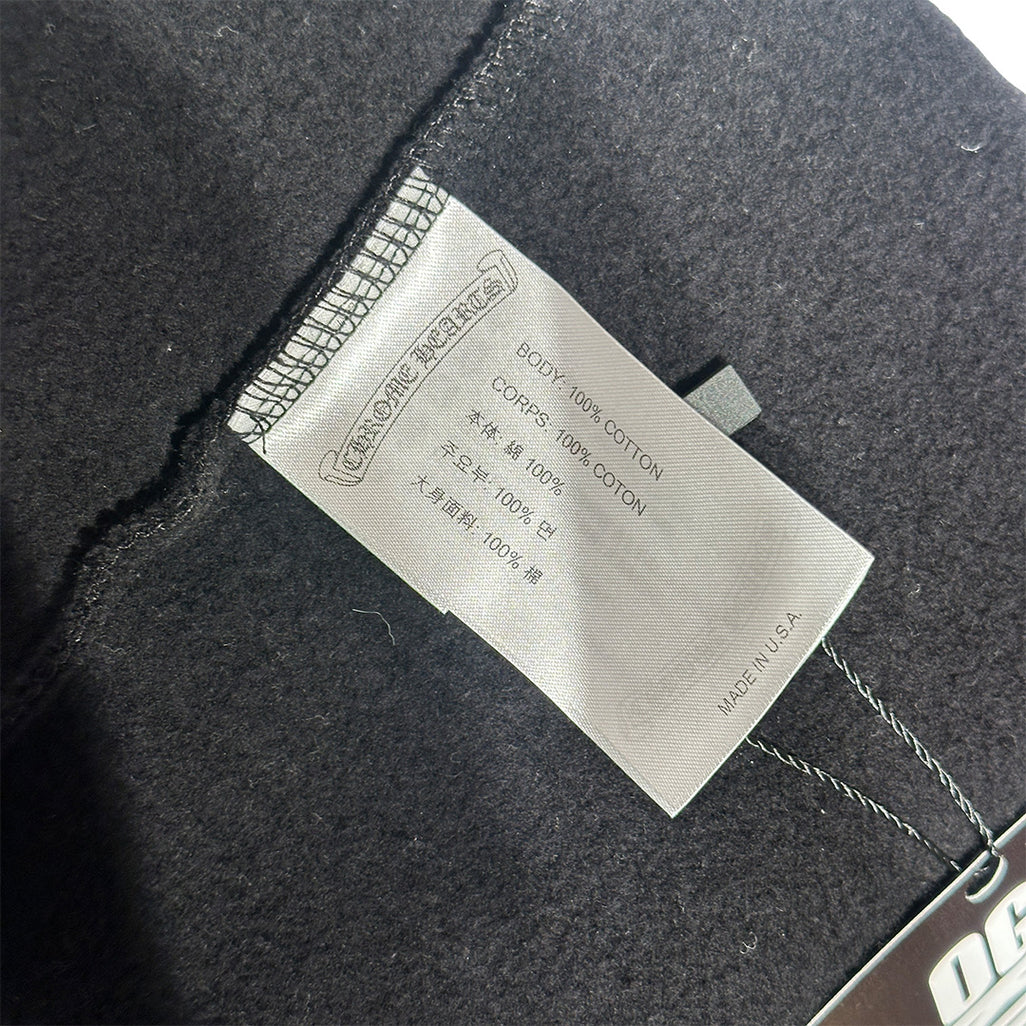 CHROME HEARTS
BODY: 100% COTTON
CORPS: 100% COTON
本体: 綿 100%
주요부: 100% 면
大身面料: 100% 棉
MADE IN U.S.A.